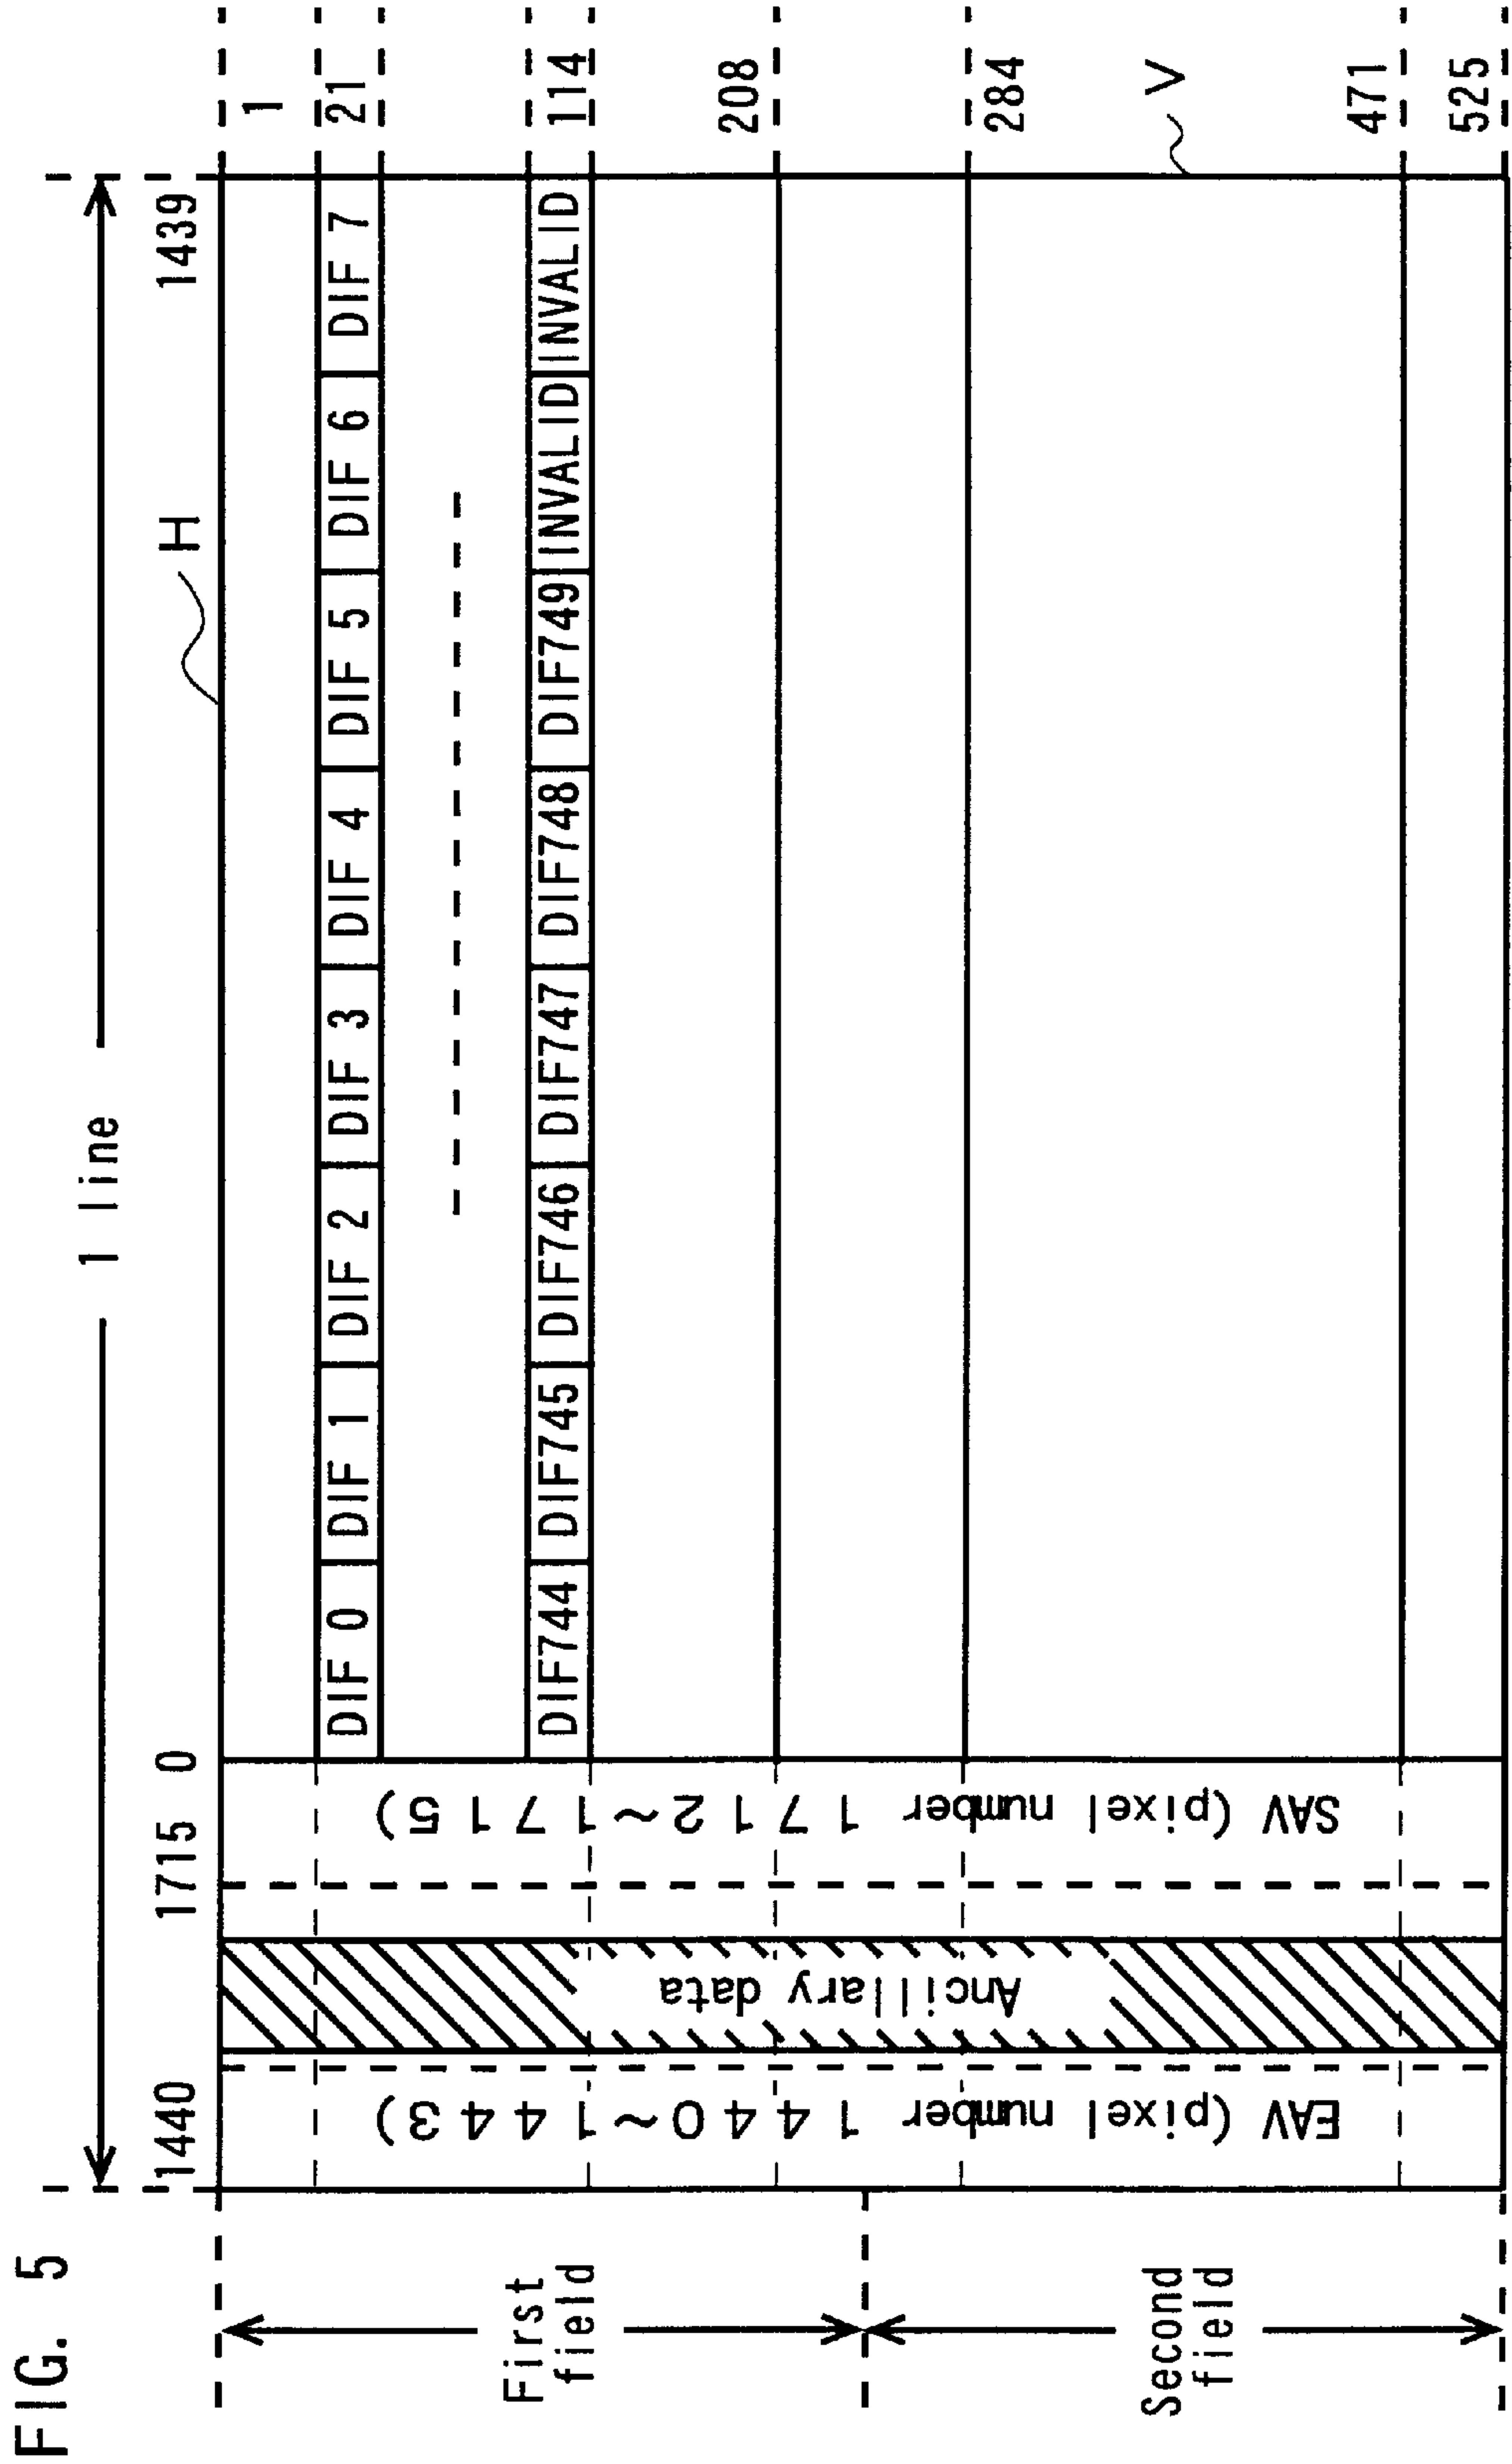 FIG. 5
1 line
1440
1715
0
H
1439
1
DIF 0 DIF 1 DIF 2 DIF 3 DIF 4 DIF 5 DIF 6 DIF 7
21
DIF744 DIF745 DIF746 DIF747 DIF748 DIF749 INVALID INVALID
114
208
284
V
471
525
First
field
Second
field
EAV (pixel number 1440~1443)
Ancillary data
SAV (pixel number 1712~1715)